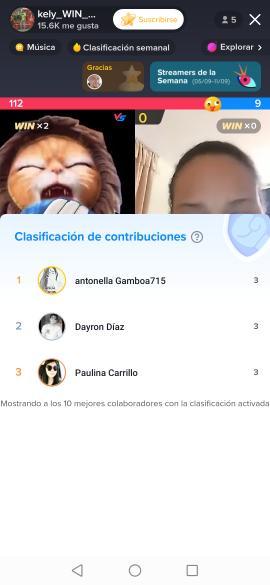 kely_WIN_...
15.6K me gusta
Suscribirse
5
Música
Clasificación semanal
Explorar >
Gracias
Streamers de la
Semana (05/09-11/09)
112
9
WIN ×2
VS
0
WIN ×0
Clasificación de contribuciones ?
1 antonella Gamboa715 3
2 Dayron Díaz 3
3 Paulina Carrillo 3
Mostrando a los 10 mejores colaboradores con la clasificación activada